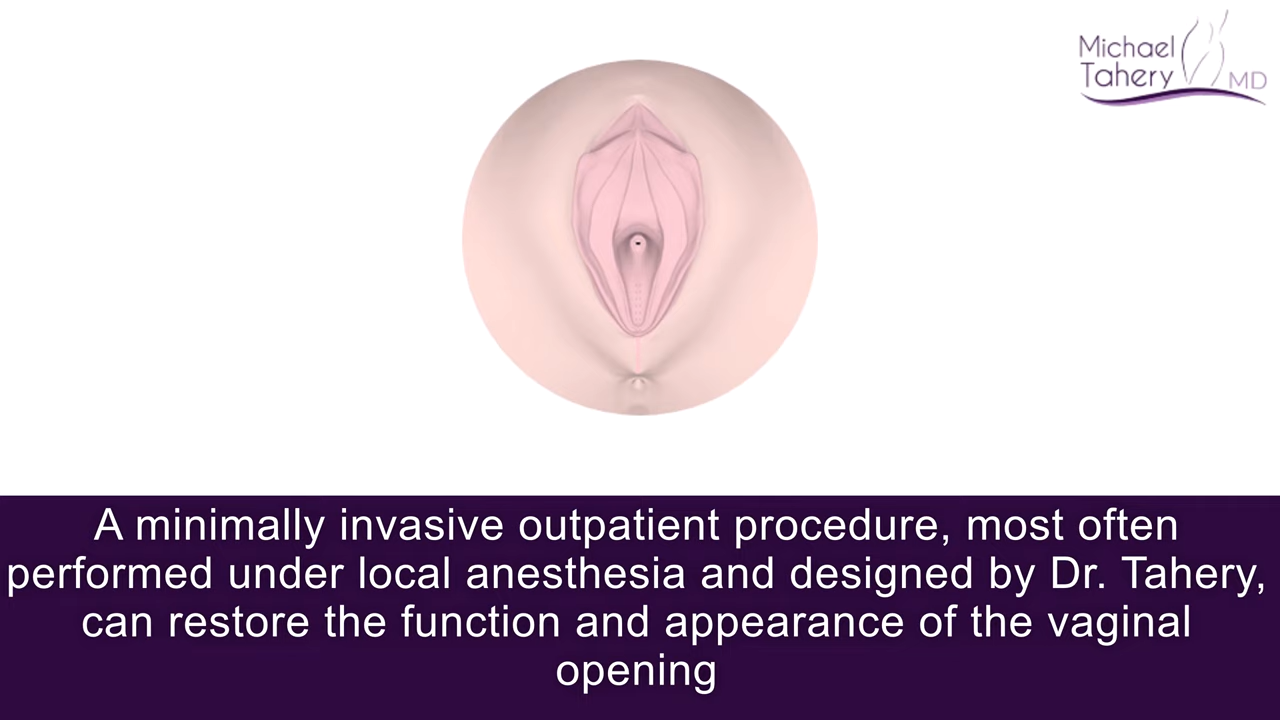 Michael
Tahery MD
A minimally invasive outpatient procedure, most often
performed under local anesthesia and designed by Dr. Tahery,
can restore the function and appearance of the vaginal
opening